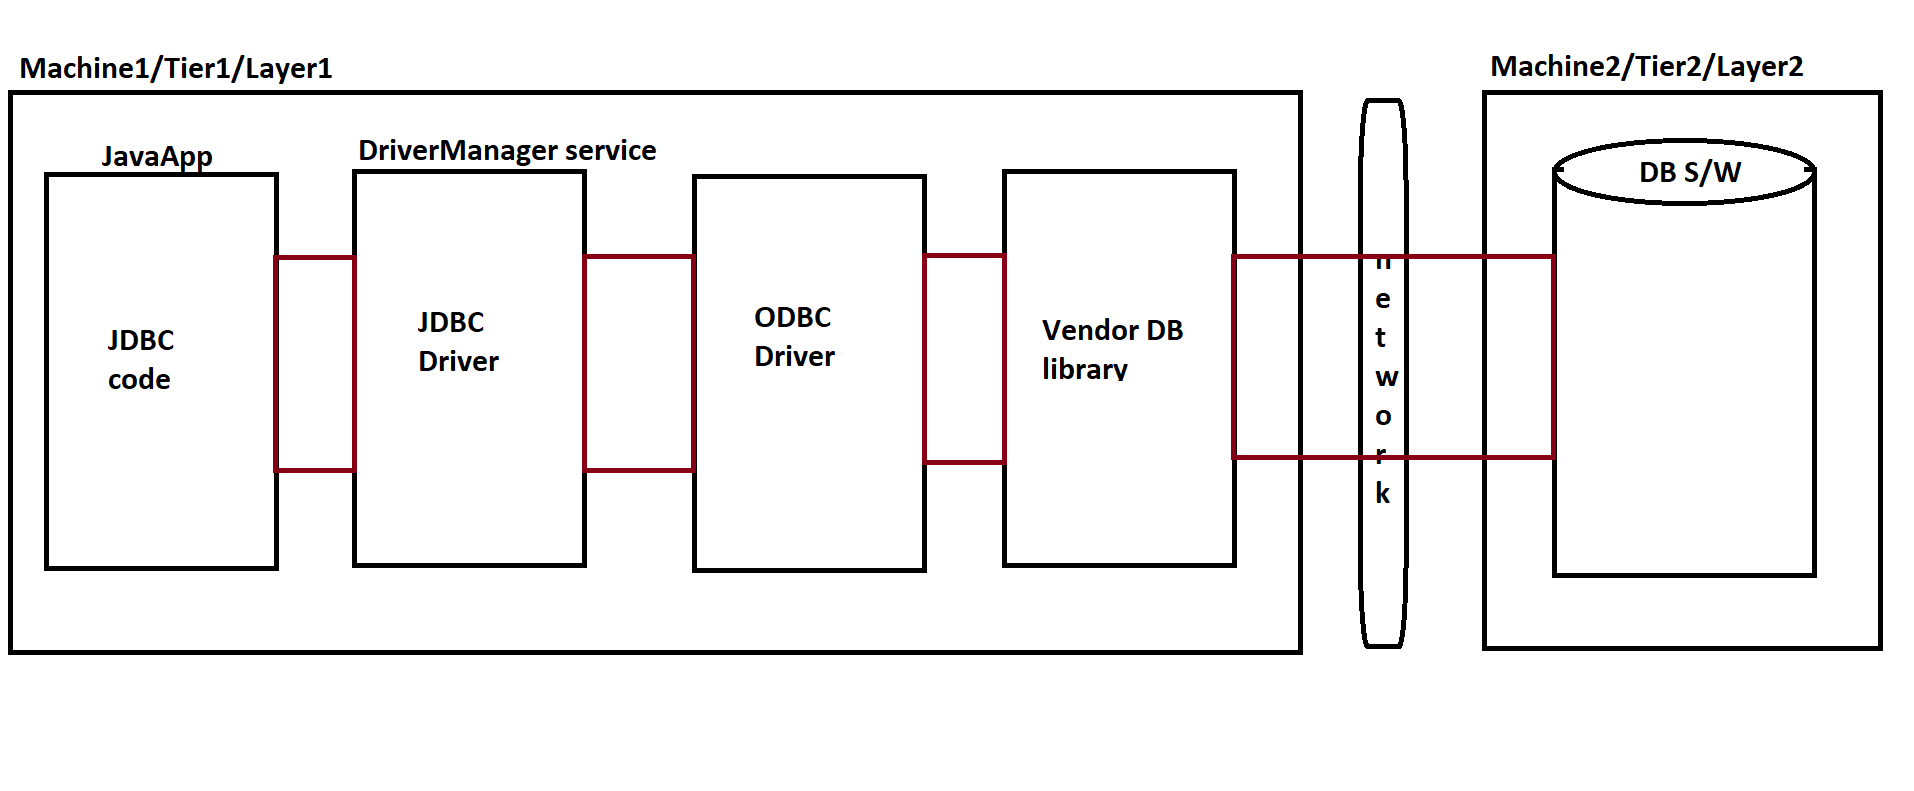 Machine1/Tier1/Layer1
Machine2/Tier2/Layer2
JavaApp
DriverManager service
JDBC
code
JDBC
Driver
ODBC
Driver
Vendor DB
library
n
e
t
w
o
r
k
DB S/W